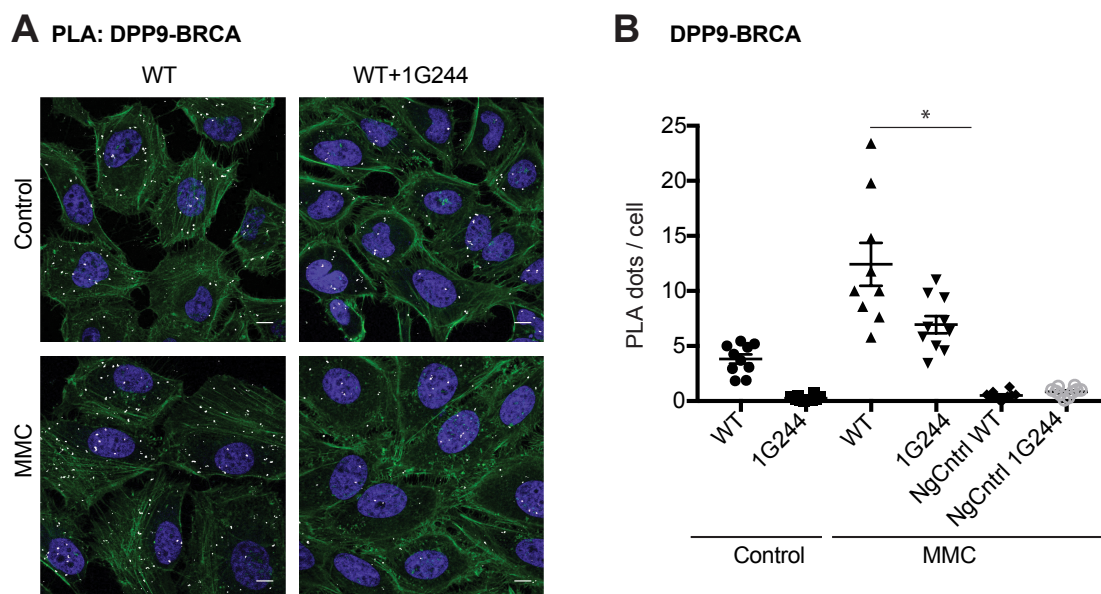 A PLA: DPP9-BRCA
WT
WT+1G244
Control
MMC
B DPP9-BRCA
PLA dots / cell
25
20
15
10
5
0
*
WT
1G244
WT
1G244
NgCntrl WT
NgCntrl 1G244
Control
MMC